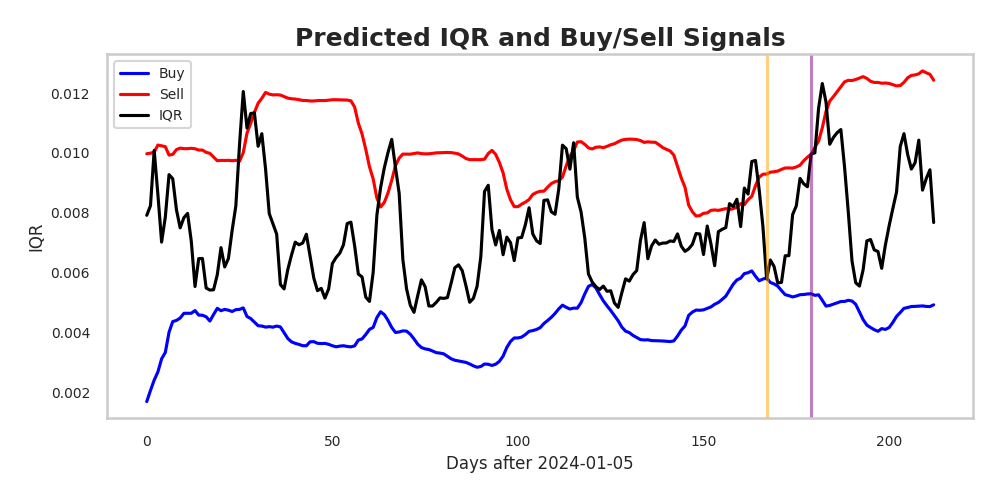 Predicted IQR and Buy/Sell Signals
Buy
Sell
IQR
0.012
0.010
0.008
0.006
0.004
0.002
IQR
0 50 100 150 200
Days after 2024-01-05